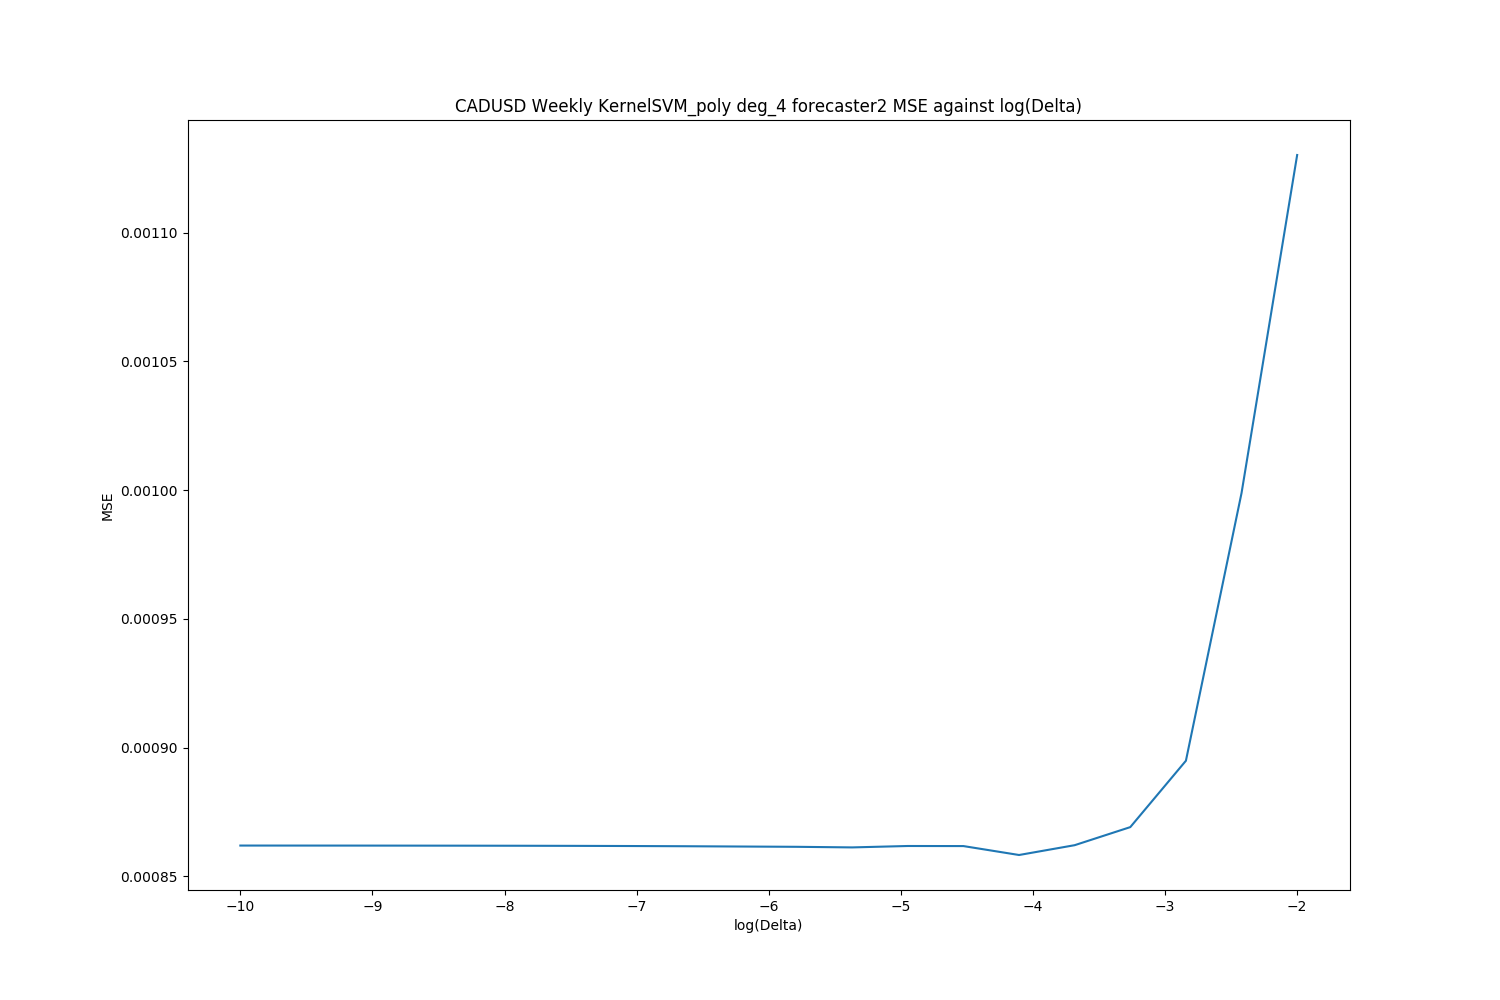 CADUSD Weekly KernelSVM_poly deg_4 forecaster2 MSE against log(Delta)
0.00110
0.00105
0.00100
MSE
0.00095
0.00090
0.00085
−10 −9 −8 −7 −6 −5 −4 −3 −2
log(Delta)